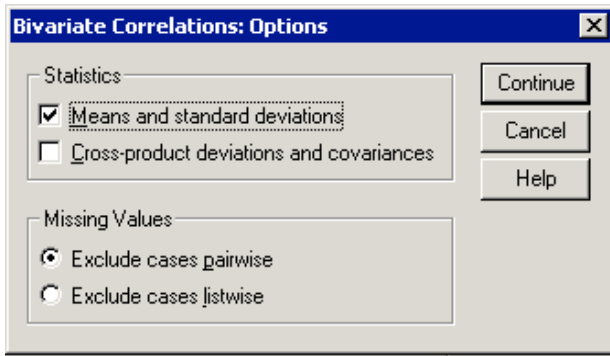 Bivariate Correlations: Options
Statistics
Means and standard deviations
Cross-product deviations and covariances
Continue
Cancel
Help
Missing Values
Exclude cases pairwise
Exclude cases listwise